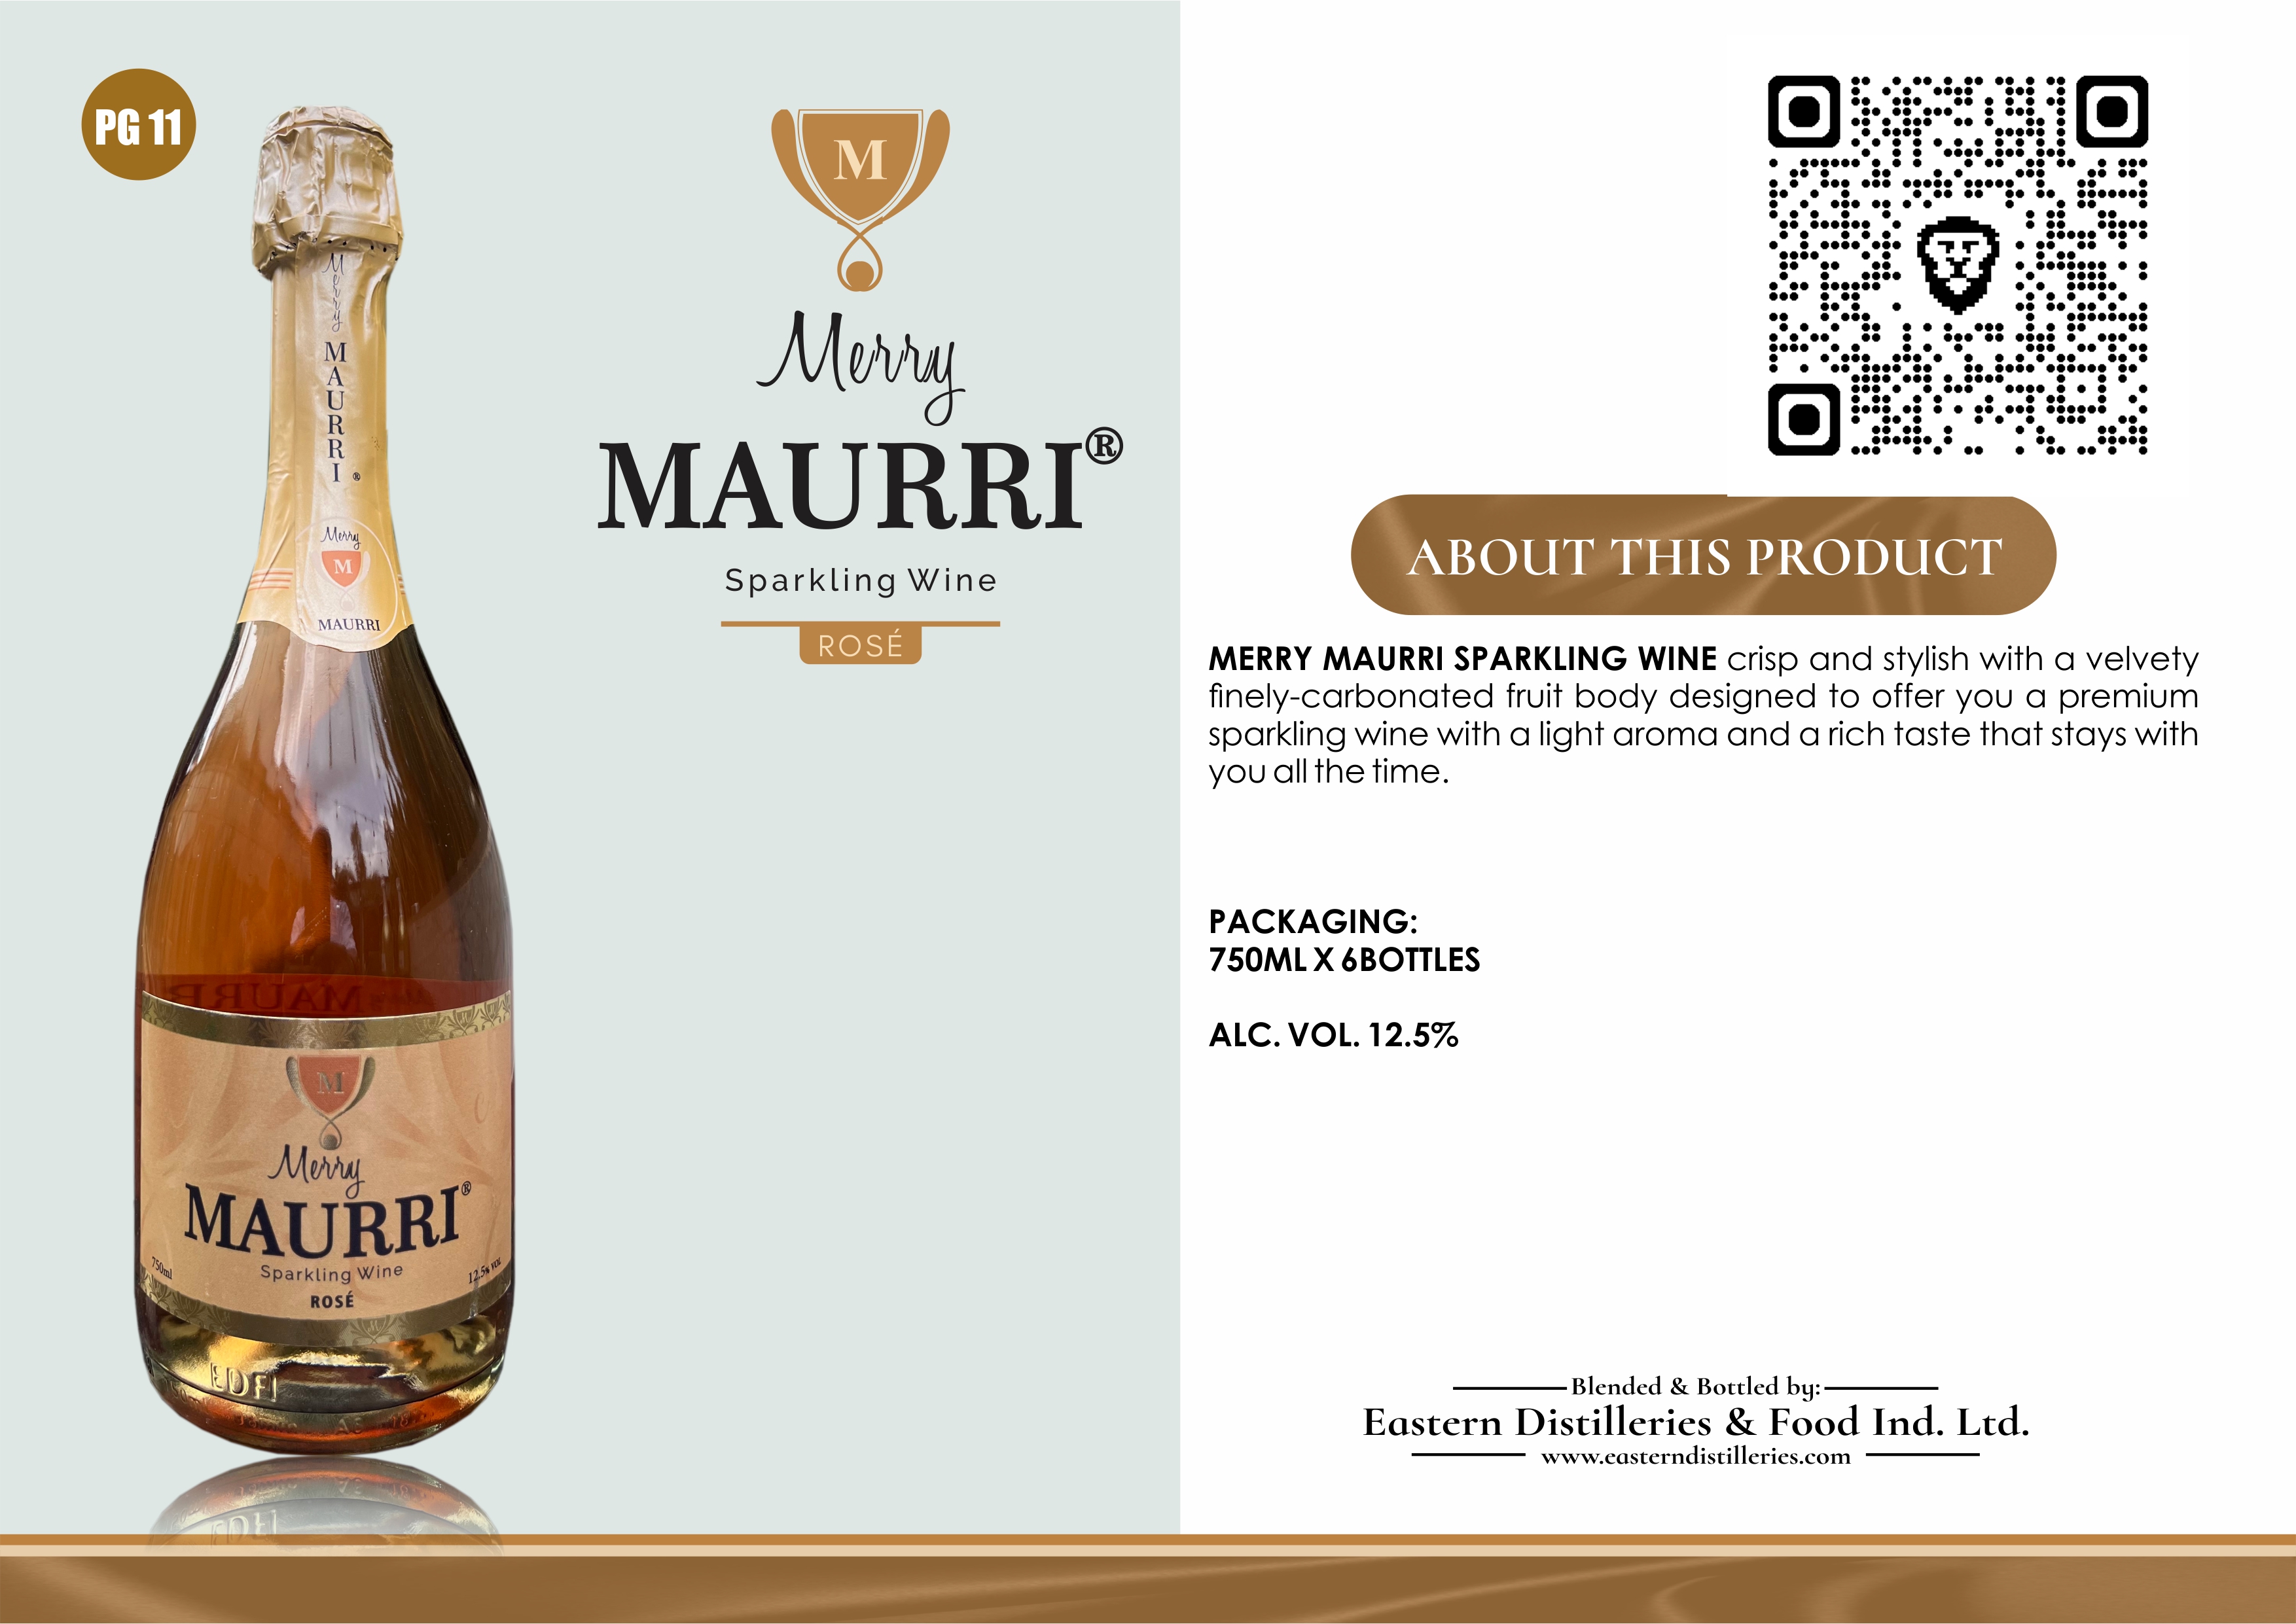 PG 11
M
Merry
MAURRI®
Sparkling Wine
ROSÉ
Merry
MAURRI®
Merry
M
MAURRI
M
Merry
MAURRI®
750ml
12.5% VOL
Sparkling Wine
ROSÉ
EDFI
ABOUT THIS PRODUCT
MERRY MAURRI SPARKLING WINE crisp and stylish with a velvety
finely-carbonated fruit body designed to offer you a premium
sparkling wine with a light aroma and a rich taste that stays with
you all the time.
PACKAGING:
750ML X 6BOTTLES
ALC. VOL. 12.5%
Blended & Bottled by:
Eastern Distilleries & Food Ind. Ltd.
www.easterndistilleries.com